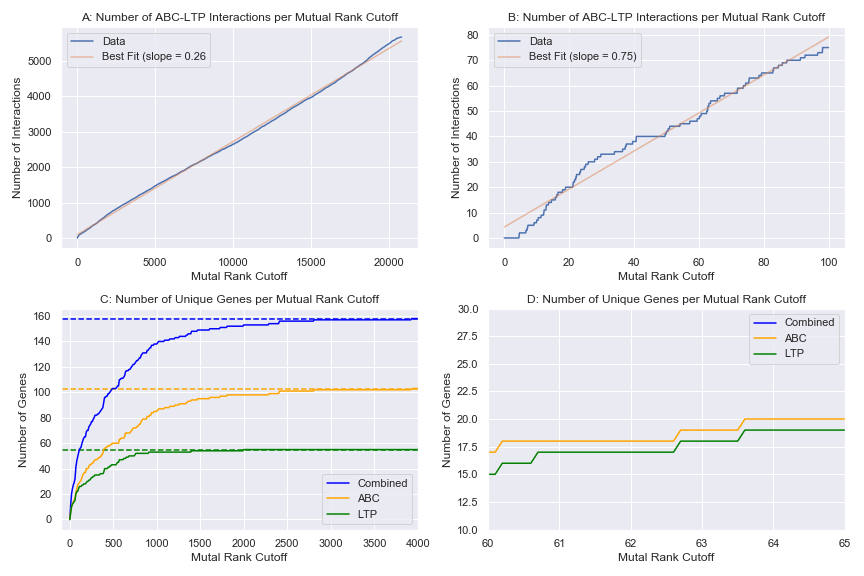 A: Number of ABC-LTP Interactions per Mutual Rank Cutoff
Number of Interactions
5000
4000
3000
2000
1000
0
Data
Best Fit (slope = 0.26
0 5000 10000 15000 20000
Mutal Rank Cutoff
B: Number of ABC-LTP Interactions per Mutual Rank Cutoff
Number of Interactions
80
70
60
50
40
30
20
10
0
Data
Best Fit (slope = 0.75)
0 20 40 60 80 100
Mutal Rank Cutoff
C: Number of Unique Genes per Mutual Rank Cutoff
Number of Genes
160
140
120
100
80
60
40
20
0
Combined
ABC
LTP
0 500 1000 1500 2000 2500 3000 3500 4000
Mutal Rank Cutoff
D: Number of Unique Genes per Mutual Rank Cutoff
Number of Genes
30.0
27.5
25.0
22.5
20.0
17.5
15.0
12.5
10.0
Combined
ABC
LTP
60 61 62 63 64 65
Mutal Rank Cutoff